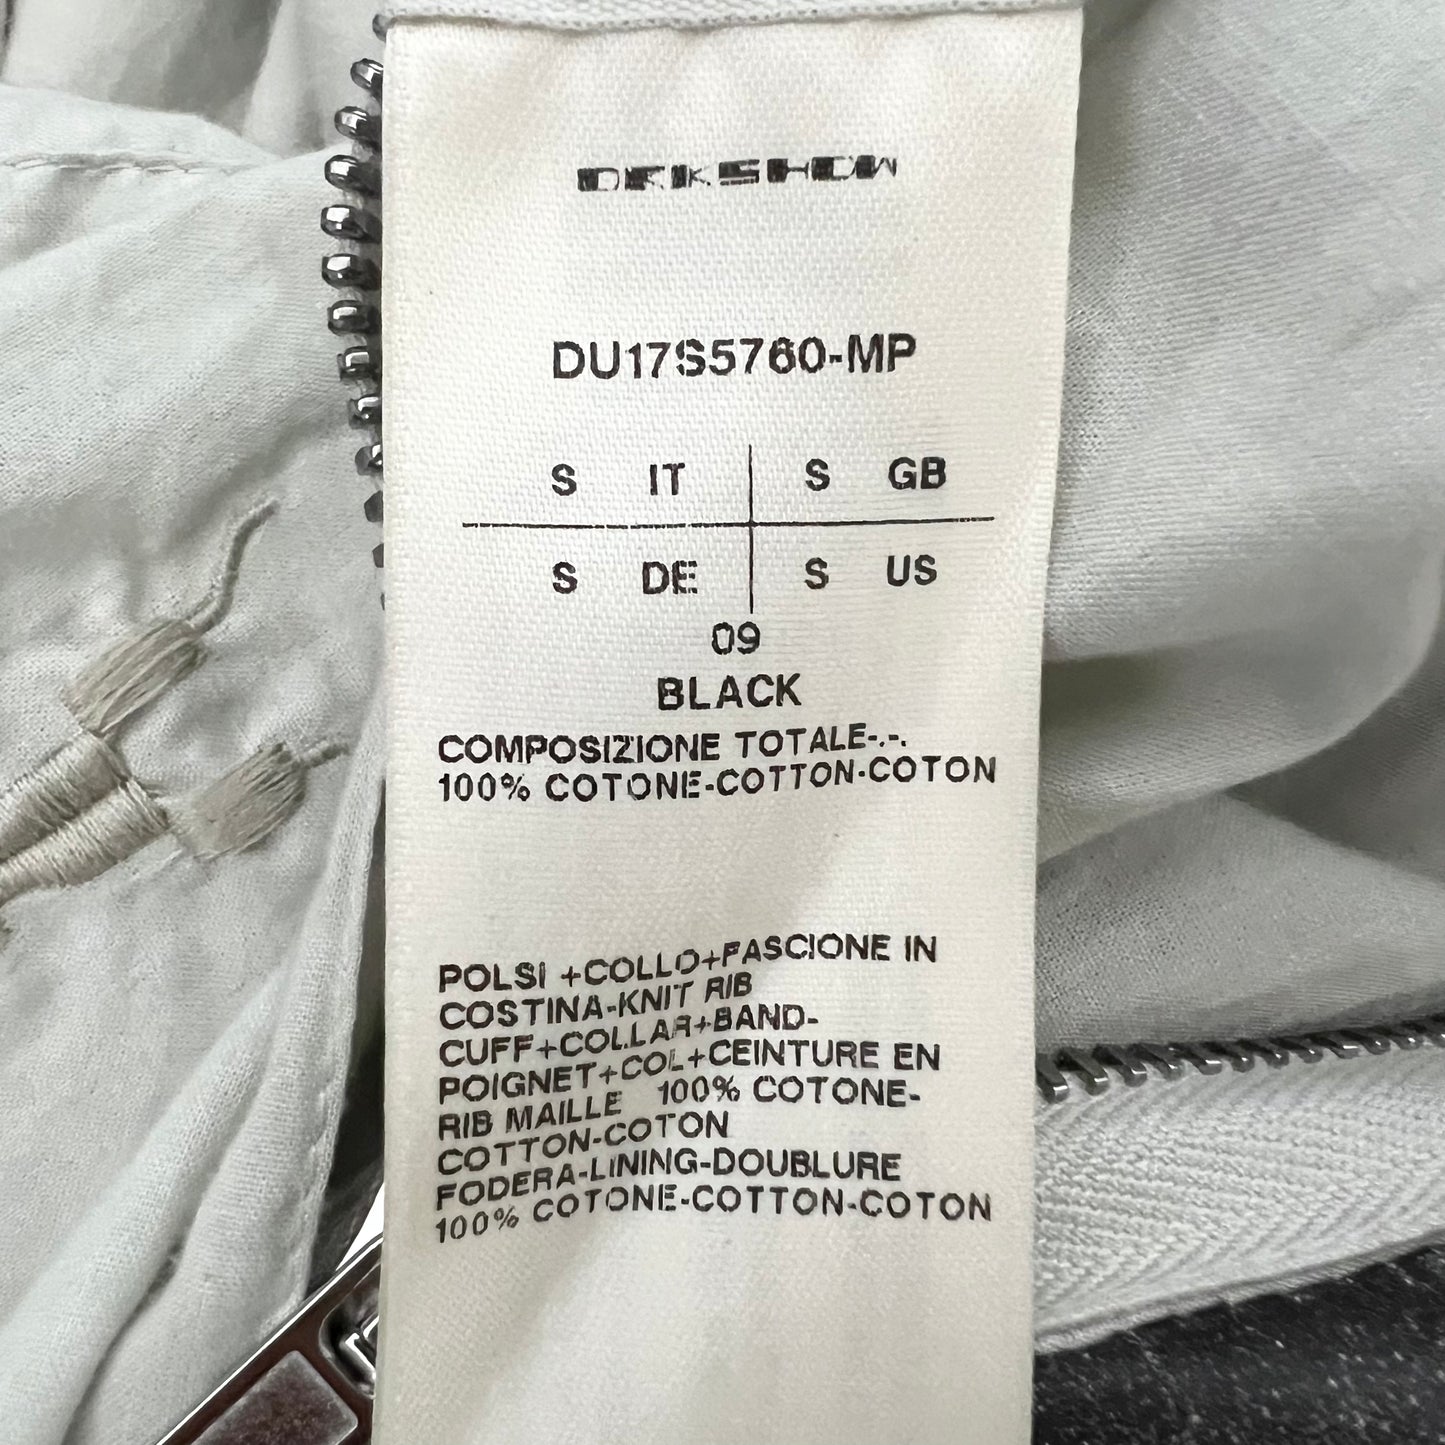 DRKSHDW
DU17S5760-MP
S IT S GB
S DE S US
09
BLACK
COMPOSIZIONE TOTALE-.-.
100% COTONE-COTTON-COTON
POLSI +COLLO+FASCIONE IN
COSTINA-KNIT RIB
CUFF+COLLAR+BAND-
POIGNET+COL+CEINTURE EN
RIB MAILLE 100% COTONE-
COTTON-COTON
FODERA-LINING-DOUBLURE
100% COTONE-COTTON-COTON